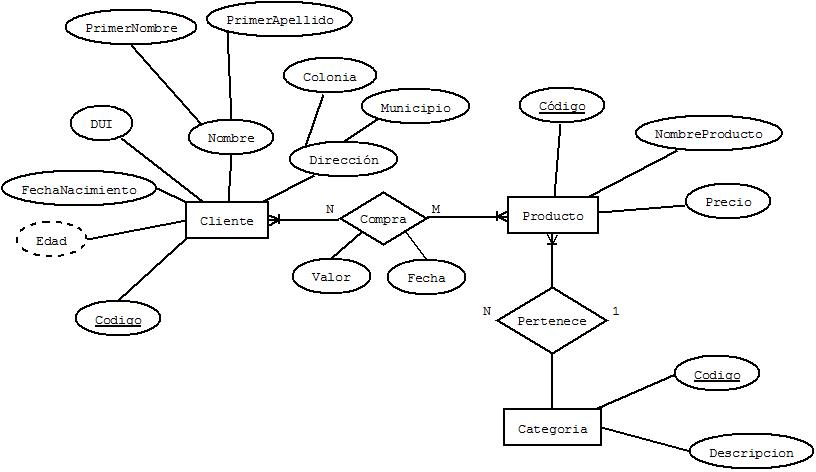 PrimerApellido
PrimerNombre
Colonia
Municipio
Código
DUI
Nombre
NombreProducto
Dirección
FechaNacimiento
Precio
N
M
Cliente
Compra
Producto
Edad
Valor
Fecha
N
1
Codigo
Pertenece
Codigo
Categoria
Descripcion